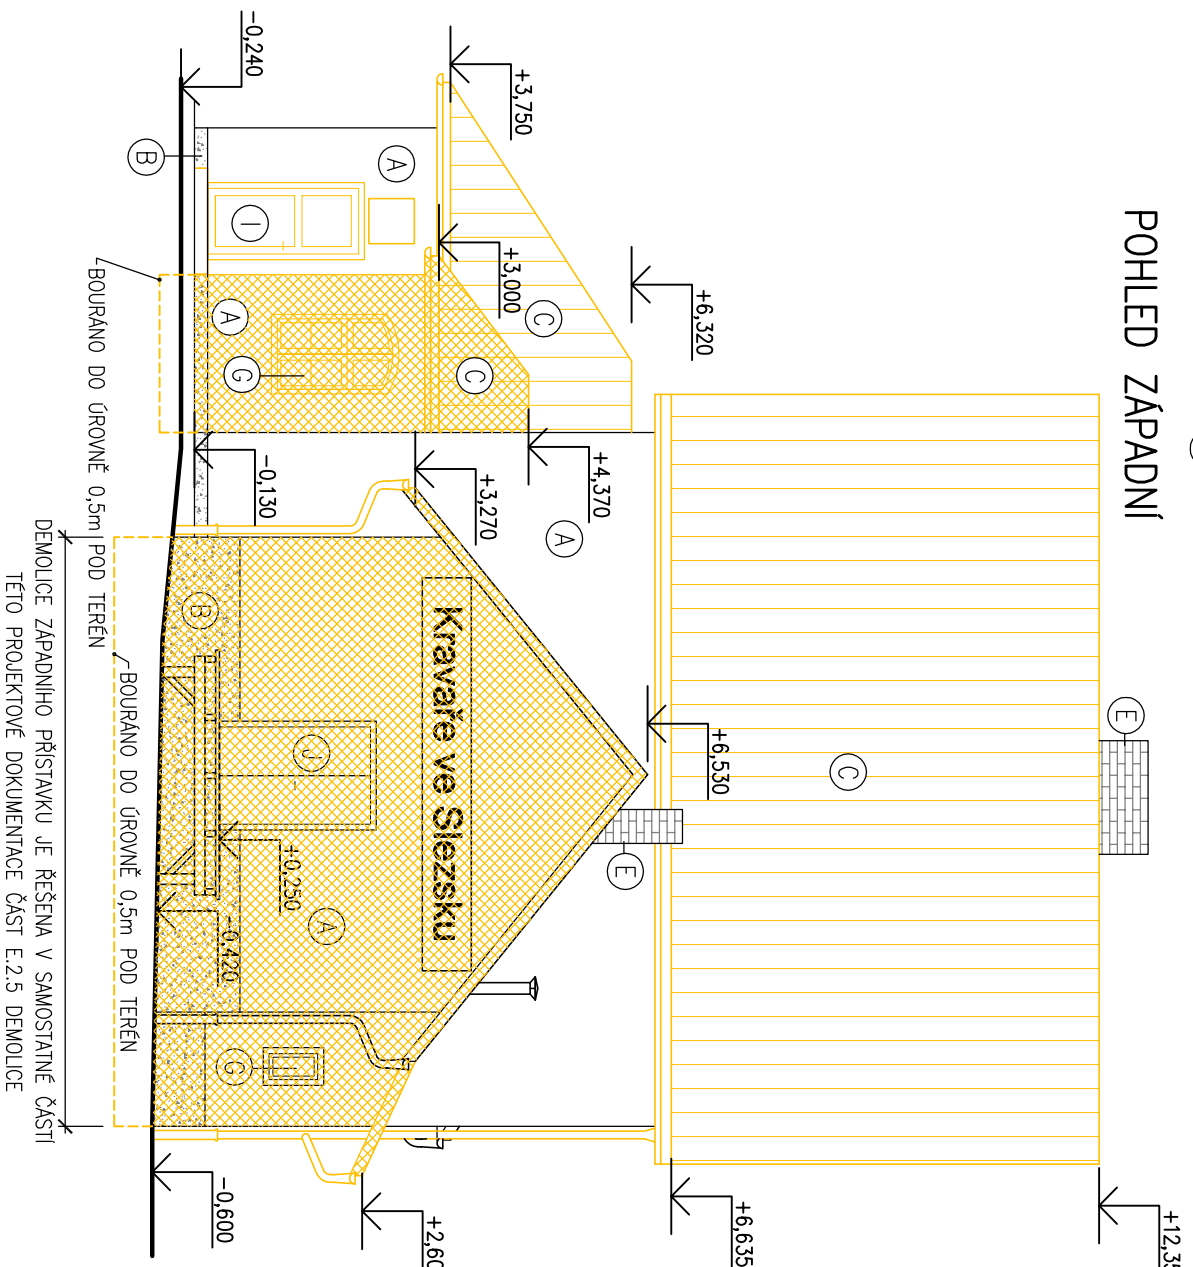 POHLED ZÁPADNÍ
E
C
E
+6,635
+6,530
+6,320
+3,750
+3,000
C
C
+4,370
A
+3,270
-0,240
B
A
I
A
G
-0,130
Kravaře ve Slezsku
B
J
+0,250
A
-0,420
G
-0,600
BOURÁNO DO ÚROVNĚ 0,5m POD TERÉN
BOURÁNO DO ÚROVNĚ 0,5m POD TERÉN
DEMOLICE ZÁPADNÍHO PŘÍSTAVKU JE ŘEŠENA V SAMOSTATNÉ ČÁSTI
TÉTO PROJEKTOVÉ DOKUMENTACE ČÁST E.2.5 DEMOLICE